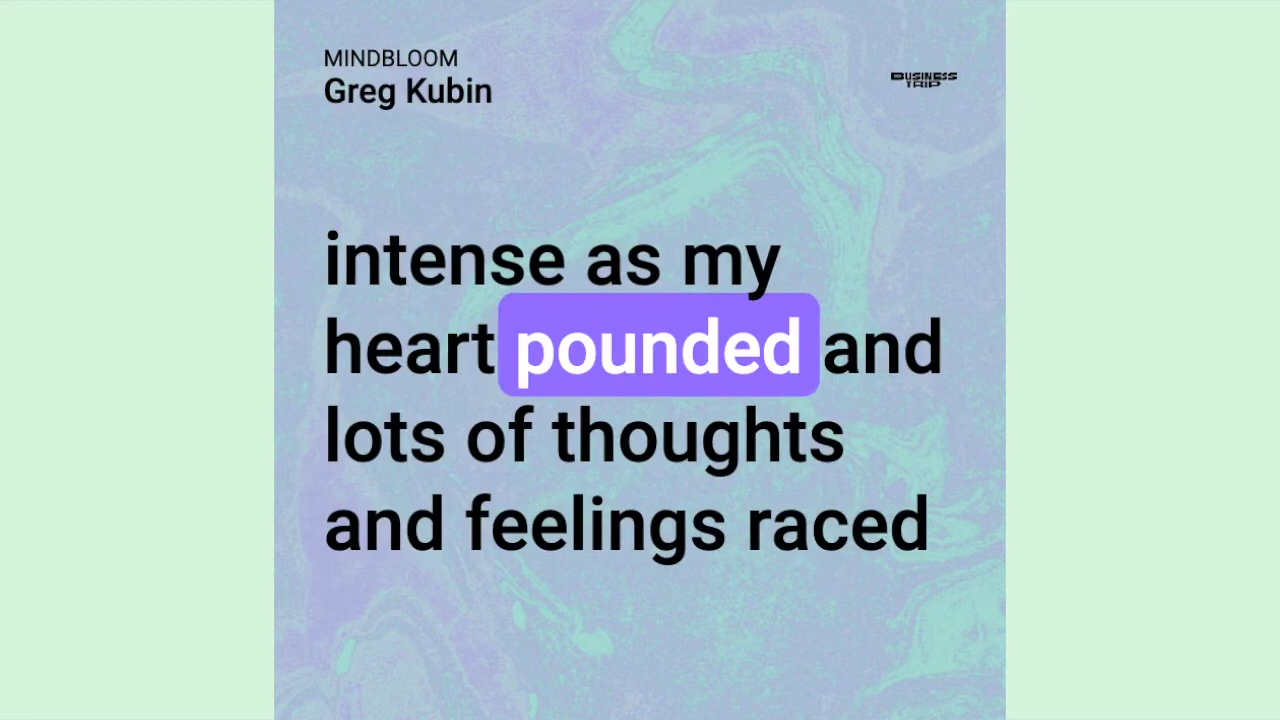 MINDBLOOM
Greg Kubin
BUSINESS
TRIP
intense as my
heart pounded and
lots of thoughts
and feelings raced